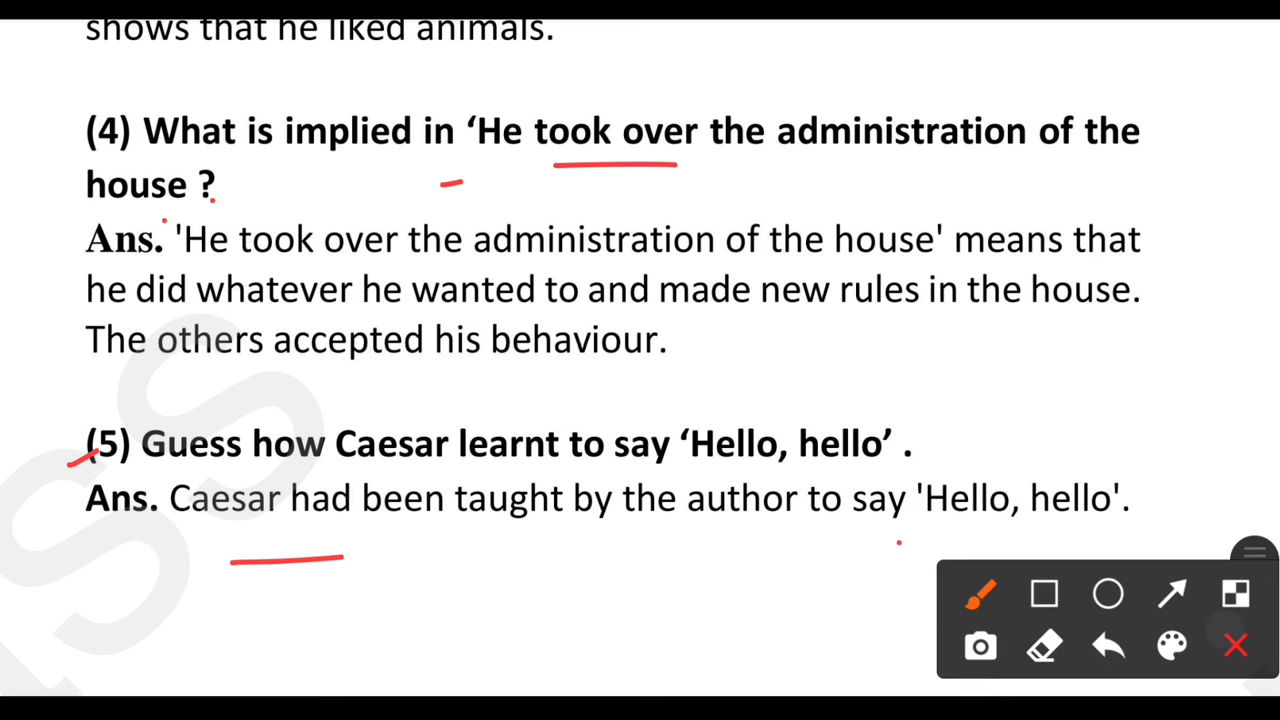 shows that he liked animals.
(4) What is implied in ‘He took over the administration of the
house ?
Ans. 'He took over the administration of the house' means that
he did whatever he wanted to and made new rules in the house.
The others accepted his behaviour.
(5) Guess how Caesar learnt to say ‘Hello, hello’ .
Ans. Caesar had been taught by the author to say 'Hello, hello'.